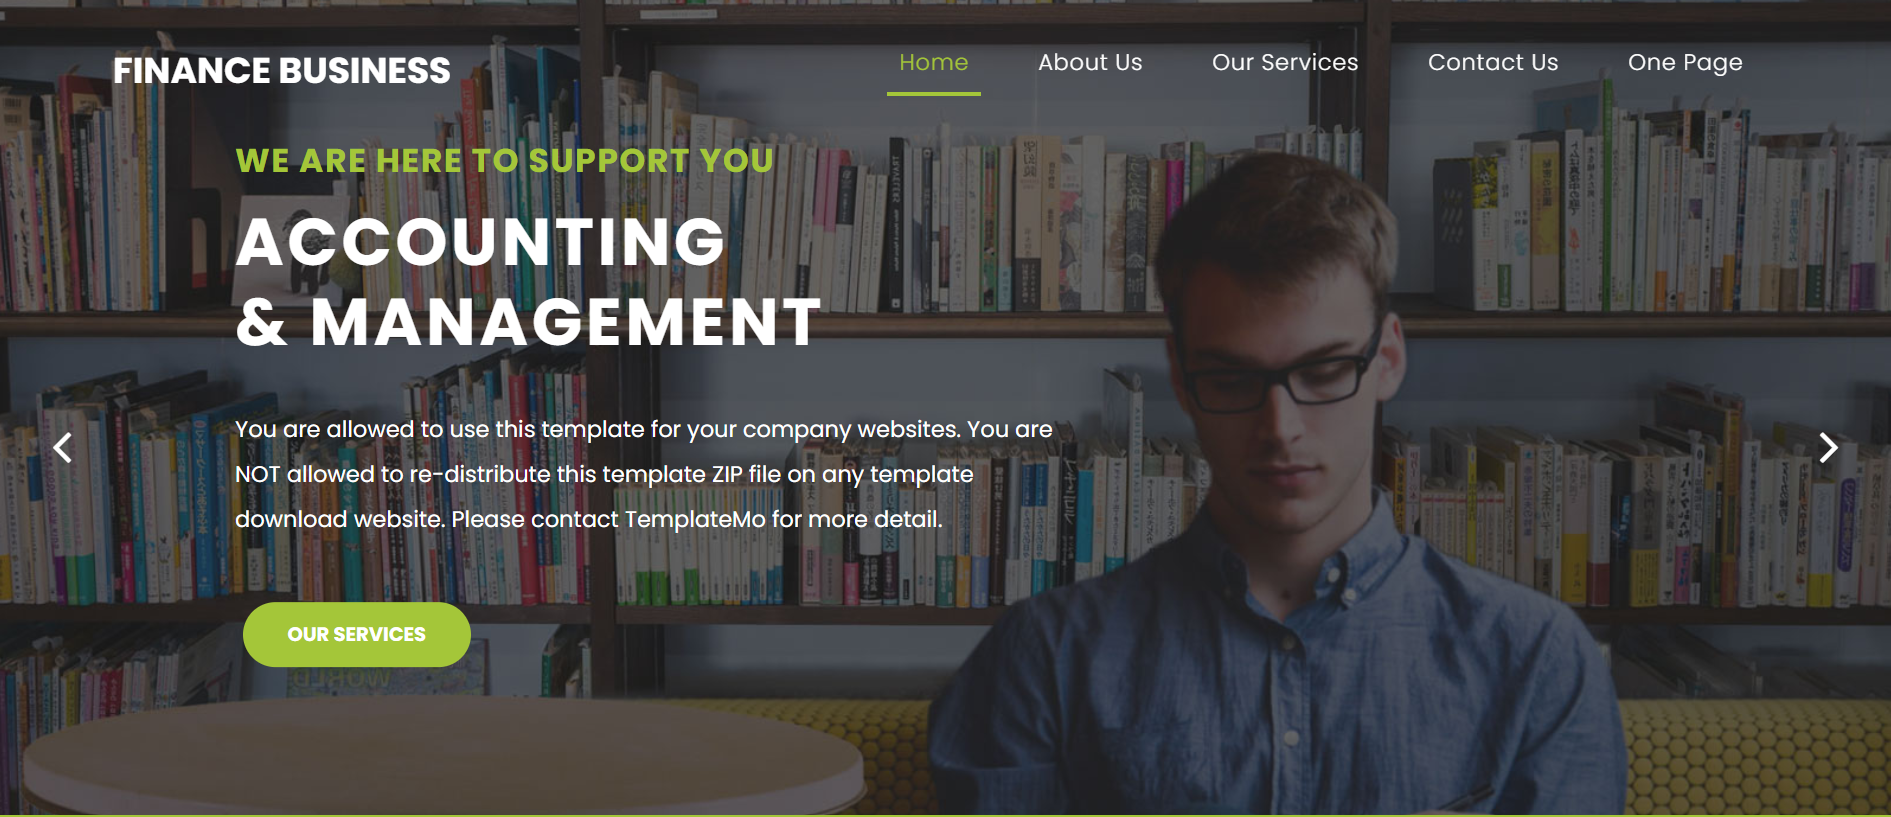 FINANCE BUSINESS
Home About Us Our Services Contact Us One Page
WE ARE HERE TO SUPPORT YOU
ACCOUNTING
& MANAGEMENT
You are allowed to use this template for your company websites. You are
NOT allowed to re-distribute this template ZIP file on any template
download website. Please contact TemplateMo for more detail.
OUR SERVICES
WORLD